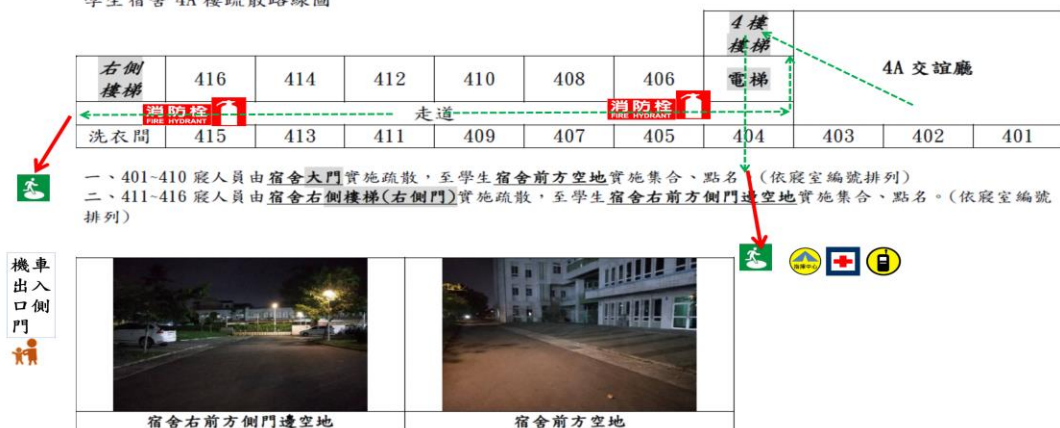 學生宿舍 4A 樓疏散路線圖
4 樓
樓梯
4A 交誼廳
右側
樓梯
416
414
412
410
408
406
電梯
消防栓
FIRE HYDRANT
走道
消防栓
FIRE HYDRANT
洗衣間
415
413
411
409
407
405
404
403
402
401
一、401~410 寢人員由宿舍大門實施疏散,至學生宿舍前方空地實施集合、點名。(依寢室編號排列)
二、411~416 寢人員由宿舍右側樓梯(右側門)實施疏散,至學生宿舍右前方側門邊空地實施集合、點名。(依寢室編號
排列)
指揮中心
機車
出入
口側
門
宿舍右前方側門邊空地
宿舍前方空地